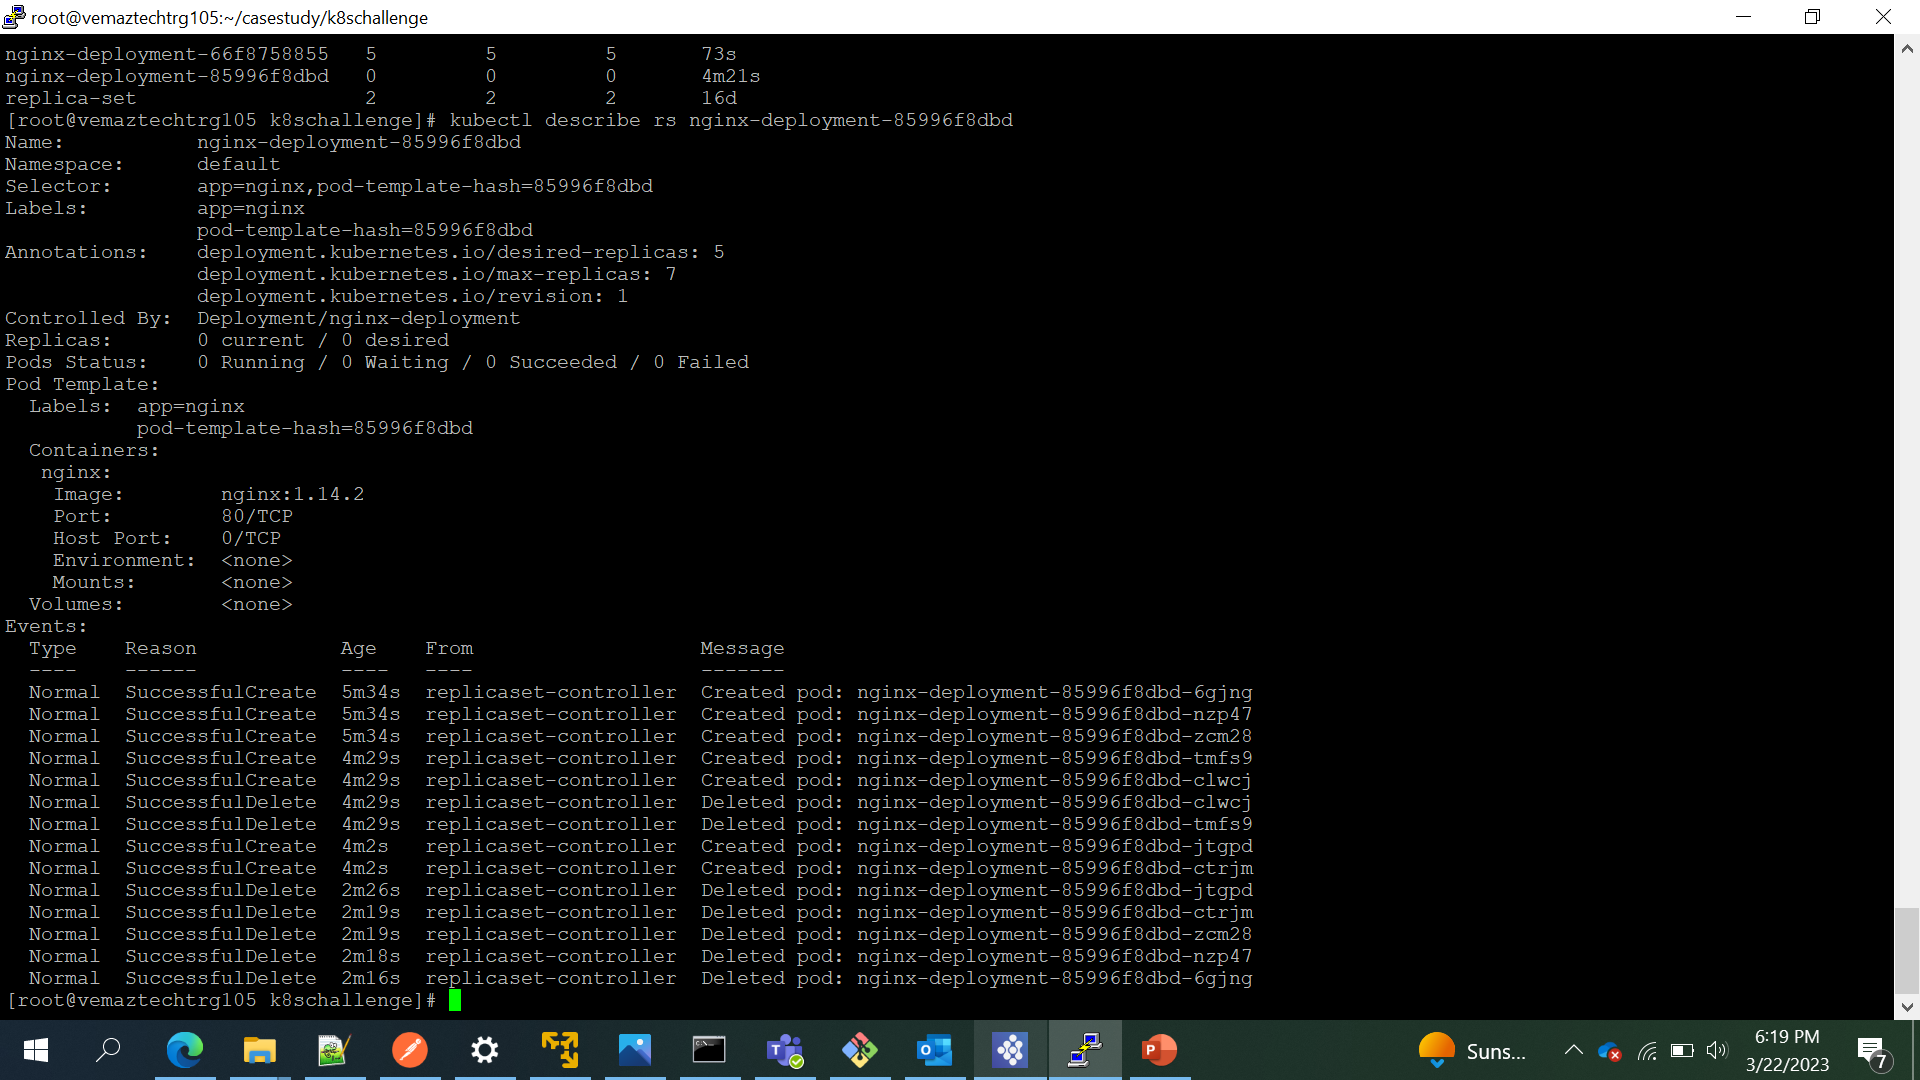 root@vemaztechtrg105:~/casestudy/k8schallenge
nginx-deployment-66f8758855   5         5         5       73s
nginx-deployment-85996f8dbd   0         0         0       4m21s
replica-set                   2         2         2       16d
[root@vemaztechtrg105 k8schallenge]# kubectl describe rs nginx-deployment-85996f8dbd
Name:           nginx-deployment-85996f8dbd
Namespace:      default
Selector:       app=nginx,pod-template-hash=85996f8dbd
Labels:         app=nginx
                pod-template-hash=85996f8dbd
Annotations:    deployment.kubernetes.io/desired-replicas: 5
                deployment.kubernetes.io/max-replicas: 7
                deployment.kubernetes.io/revision: 1
Controlled By:  Deployment/nginx-deployment
Replicas:       0 current / 0 desired
Pods Status:    0 Running / 0 Waiting / 0 Succeeded / 0 Failed
Pod Template:
  Labels:  app=nginx
           pod-template-hash=85996f8dbd
  Containers:
   nginx:
    Image:        nginx:1.14.2
    Port:         80/TCP
    Host Port:    0/TCP
    Environment:  <none>
    Mounts:       <none>
  Volumes:        <none>
Events:
  Type    Reason            Age    From                   Message
  ----    ------            ----   ----                   -------
  Normal  SuccessfulCreate  5m34s  replicaset-controller  Created pod: nginx-deployment-85996f8dbd-6gjng
  Normal  SuccessfulCreate  5m34s  replicaset-controller  Created pod: nginx-deployment-85996f8dbd-nzp47
  Normal  SuccessfulCreate  5m34s  replicaset-controller  Created pod: nginx-deployment-85996f8dbd-zcm28
  Normal  SuccessfulCreate  4m29s  replicaset-controller  Created pod: nginx-deployment-85996f8dbd-tmfs9
  Normal  SuccessfulCreate  4m29s  replicaset-controller  Created pod: nginx-deployment-85996f8dbd-clwcj
  Normal  SuccessfulDelete  4m29s  replicaset-controller  Deleted pod: nginx-deployment-85996f8dbd-clwcj
  Normal  SuccessfulDelete  4m29s  replicaset-controller  Deleted pod: nginx-deployment-85996f8dbd-tmfs9
  Normal  SuccessfulCreate  4m2s   replicaset-controller  Created pod: nginx-deployment-85996f8dbd-jtgpd
  Normal  SuccessfulCreate  4m2s   replicaset-controller  Created pod: nginx-deployment-85996f8dbd-ctrjm
  Normal  SuccessfulDelete  2m26s  replicaset-controller  Deleted pod: nginx-deployment-85996f8dbd-jtgpd
  Normal  SuccessfulDelete  2m19s  replicaset-controller  Deleted pod: nginx-deployment-85996f8dbd-ctrjm
  Normal  SuccessfulDelete  2m19s  replicaset-controller  Deleted pod: nginx-deployment-85996f8dbd-zcm28
  Normal  SuccessfulDelete  2m18s  replicaset-controller  Deleted pod: nginx-deployment-85996f8dbd-nzp47
  Normal  SuccessfulDelete  2m16s  replicaset-controller  Deleted pod: nginx-deployment-85996f8dbd-6gjng
[root@vemaztechtrg105 k8schallenge]#
Suns...
6:19 PM
3/22/2023
7